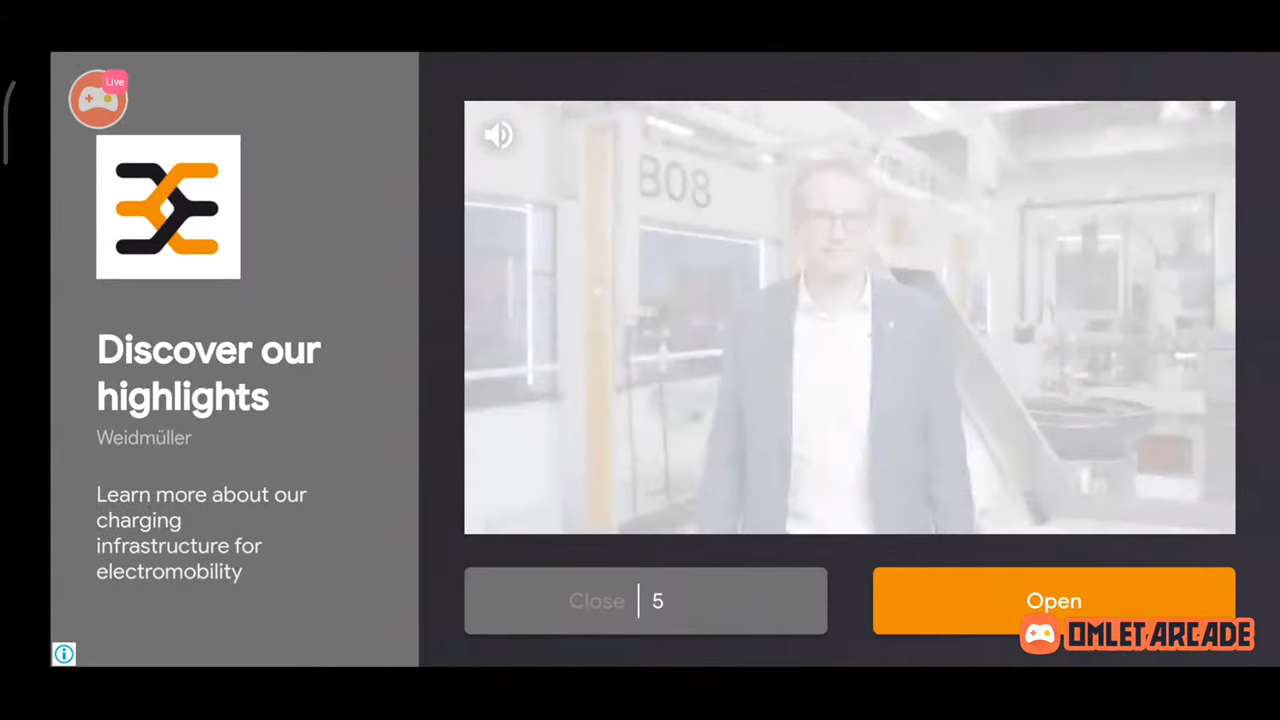 Live
Discover our
highlights
Weidmüller
Learn more about our
charging
infrastructure for
electromobility
B08
Close | 5
Open
OMLET ARCADE